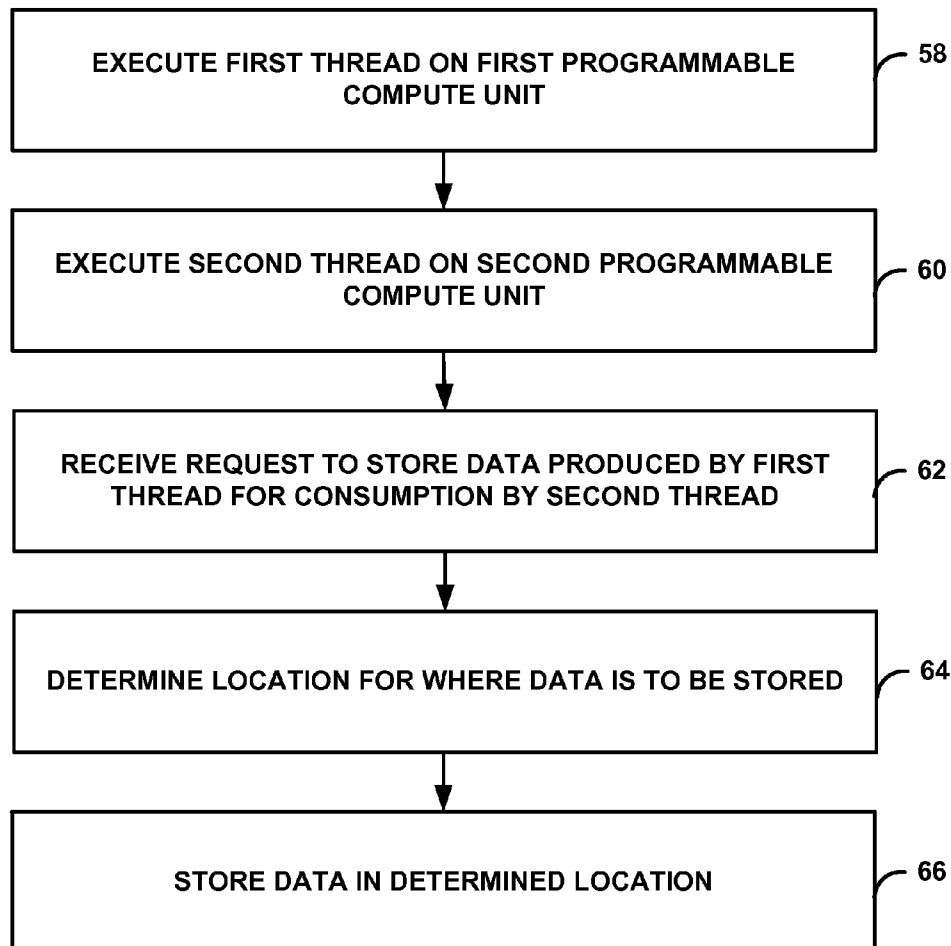 EXECUTE FIRST THREAD ON FIRST PROGRAMMABLE
COMPUTE UNIT
58
EXECUTE SECOND THREAD ON SECOND PROGRAMMABLE
COMPUTE UNIT
60
RECEIVE REQUEST TO STORE DATA PRODUCED BY FIRST
THREAD FOR CONSUMPTION BY SECOND THREAD
62
DETERMINE LOCATION FOR WHERE DATA IS TO BE STORED
64
STORE DATA IN DETERMINED LOCATION
66